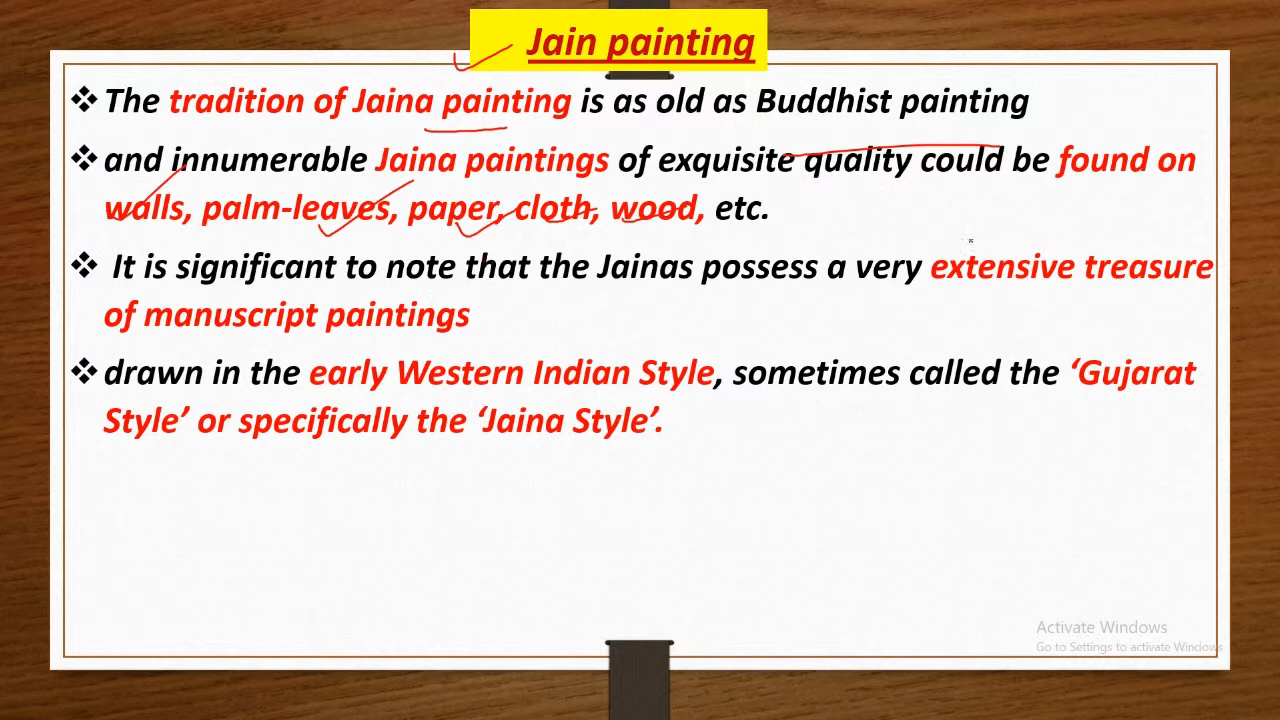 Jain painting
❖ The tradition of Jaina painting is as old as Buddhist painting
❖ and innumerable Jaina paintings of exquisite quality could be found on
walls, palm-leaves, paper, cloth, wood, etc.
❖ It is significant to note that the Jainas possess a very extensive treasure
of manuscript paintings
❖ drawn in the early Western Indian Style, sometimes called the ‘Gujarat
Style’ or specifically the ‘Jaina Style’.
Activate Windows
Go to Settings to activate Windows.